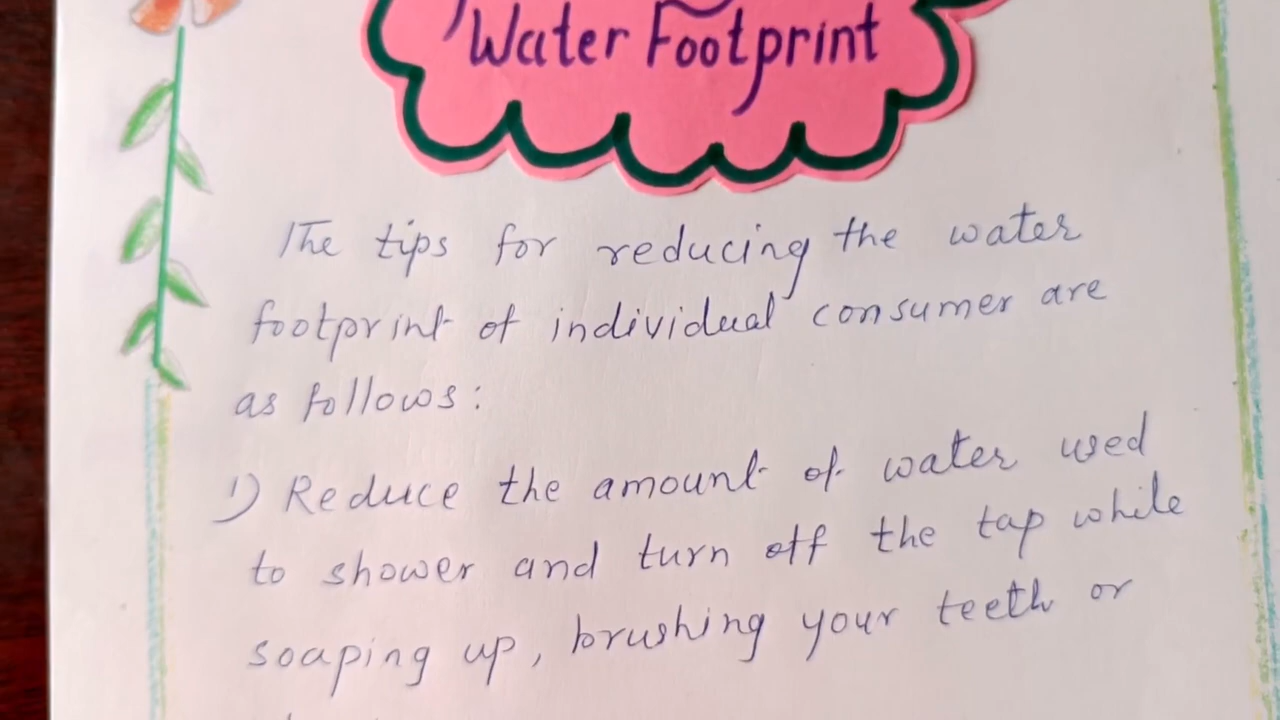 Water Footprint
The tips for reducing the water
footprint of individual consumer are
as follows:
1) Reduce the amount of water used
to shower and turn off the tap while
soaping up, brushing your teeth or